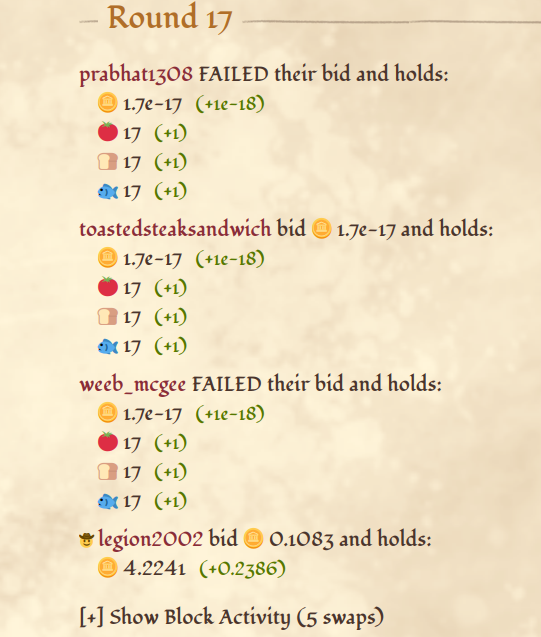 Round 17
prabhat1308 FAILED their bid and holds:
1.7e-17 (+1e-18)
17 (+1)
17 (+1)
17 (+1)
toastedsteaksandwich bid 1.7e-17 and holds:
1.7e-17 (+1e-18)
17 (+1)
17 (+1)
17 (+1)
weeb_mcgee FAILED their bid and holds:
1.7e-17 (+1e-18)
17 (+1)
17 (+1)
17 (+1)
legion2002 bid 0.1083 and holds:
4.2241 (+0.2386)
[+] Show Block Activity (5 swaps)